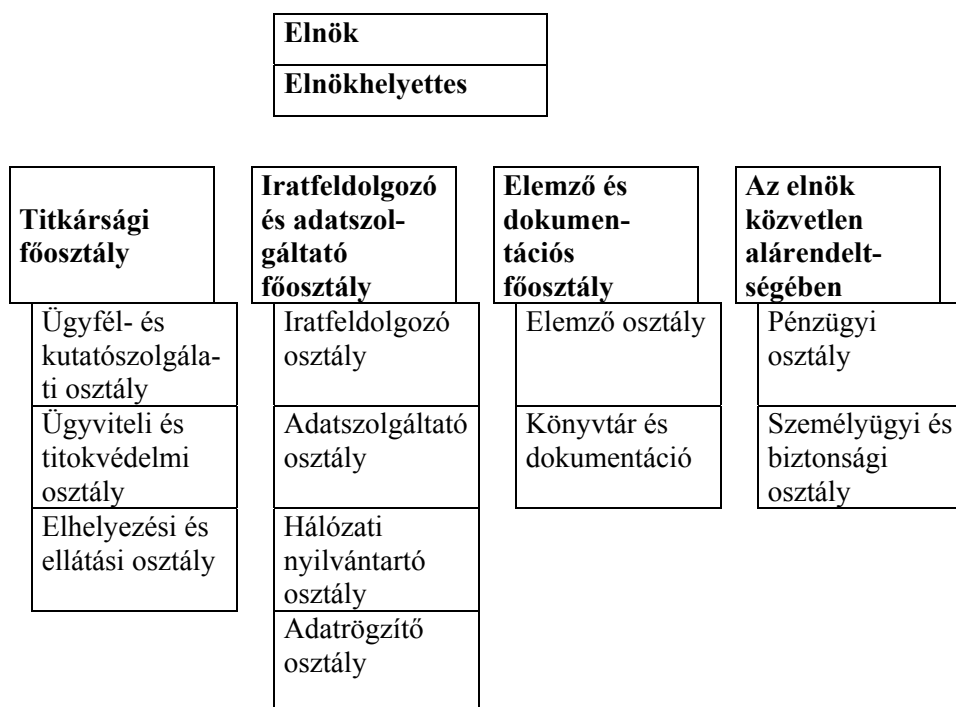 Elnök
Elnökhelyettes
Titkársági
főosztály
Ügyfél- és
kutatószolgála-
ti osztály
Ügyviteli és
titokvédelmi
osztály
Elhelyezési és
ellátási osztály
Iratfeldolgozó
és adatszol-
gáltató
főosztály
Iratfeldolgozó
osztály
Adatszolgáltató
osztály
Hálózati
nyilvántartó
osztály
Adatrögzítő
osztály
Elemző és
dokumen-
tációs
főosztály
Elemző osztály
Könyvtár és
dokumentáció
Az elnök
közvetlen
alárendelt-
ségében
Pénzügyi
osztály
Személyügyi és
biztonsági
osztály